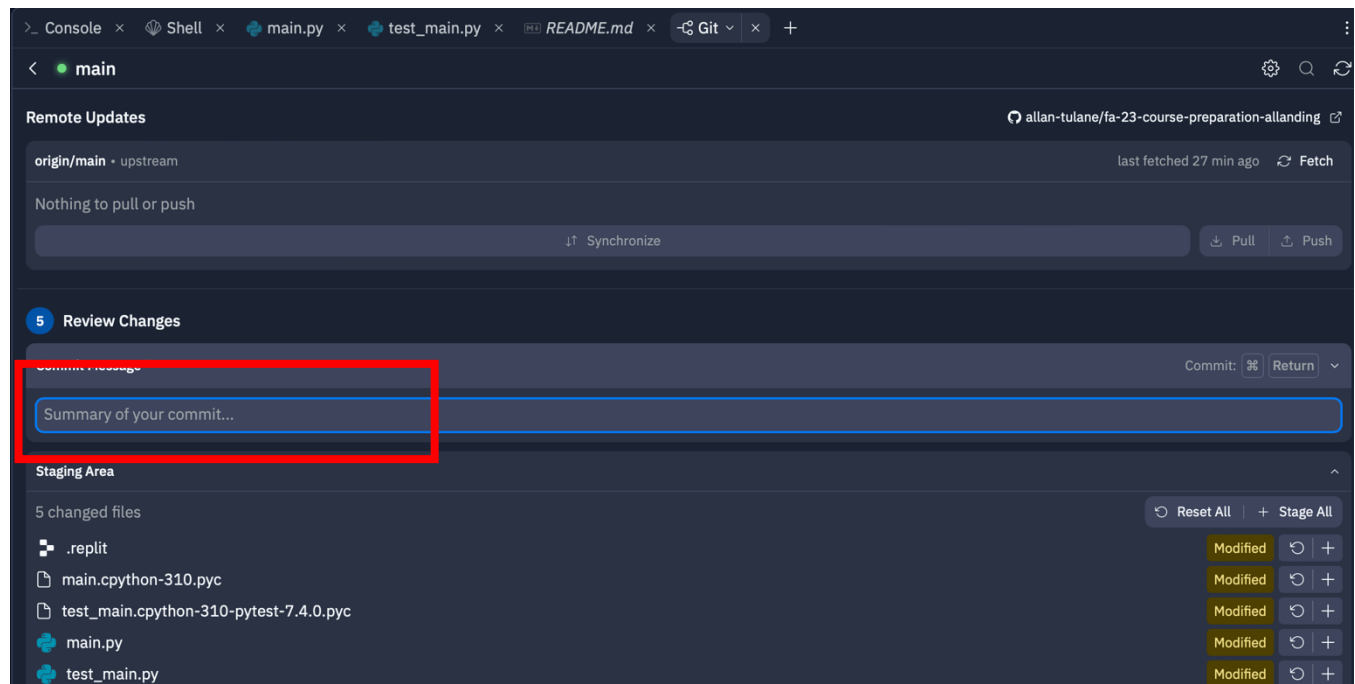 Console Shell main.py test_main.py README.md Git
main
Remote Updates allan-tulane/fa-23-course-preparation-allanding
origin/main • upstream last fetched 27 min ago Fetch
Nothing to pull or push
Synchronize Pull Push
5 Review Changes
Commit Message Commit: ⌘ Return
Summary of your commit...
Staging Area
5 changed files Reset All + Stage All
.replit Modified
main.cpython-310.pyc Modified
test_main.cpython-310-pytest-7.4.0.pyc Modified
main.py Modified
test_main.py Modified